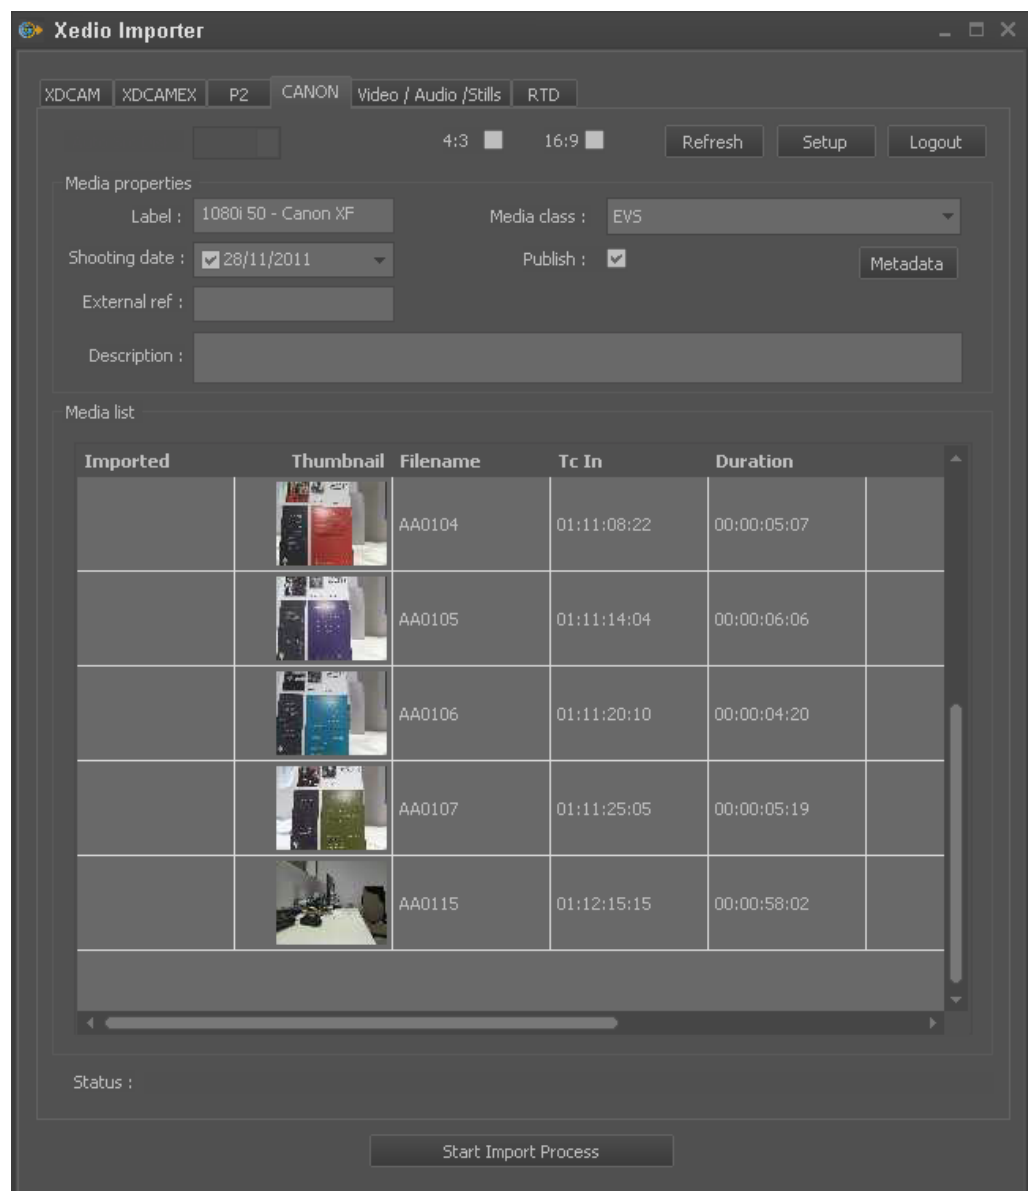 Xedio Importer
XDCAM XDCAMEX P2 CANON Video / Audio /Stills RTD
4:3 16:9 Refresh Setup Logout
Media properties
Label : 1080i 50 - Canon XF Media class : EVS
Shooting date : 28/11/2011 Publish : Metadata
External ref :
Description :
Media list
Imported Thumbnail Filename Tc In Duration
AA0104 01:11:08:22 00:00:05:07
AA0105 01:11:14:04 00:00:06:06
AA0106 01:11:20:10 00:00:04:20
AA0107 01:11:25:05 00:00:05:19
AA0115 01:12:15:15 00:00:58:02
Status :
Start Import Process